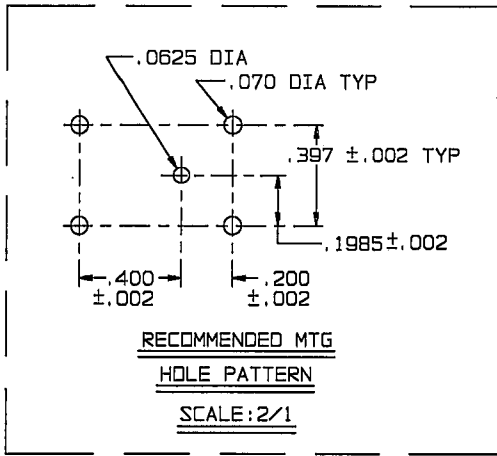 .0625 DIA
.070 DIA TYP
.397 ±.002 TYP
.1985±.002
.400
±.002
.200
±.002
RECOMMENDED MTG
HOLE PATTERN
SCALE:2/1